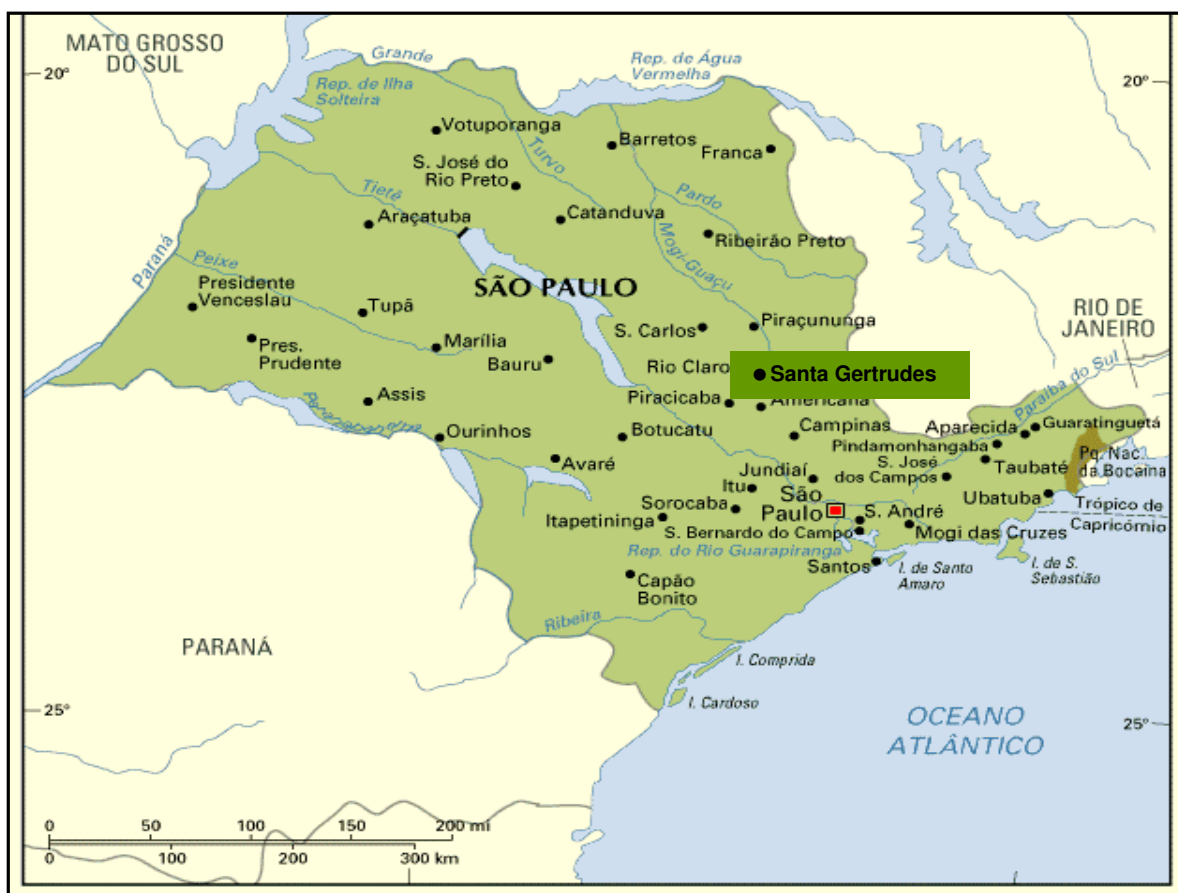 MATO GROSSO
DO SUL
20°
Grande
Rep. de Ilha
Solteira
Rep. de Água
Vermelha
20°
Votuporanga
Turvo
Barretos
Franca
S. José do
Rio Preto
Tietê
Pardo
Araçatuba
Catanduva
Ribeirão Preto
Mogi-Guaçu
Paraná
Peixe
Presidente
Venceslau
SÃO PAULO
Tupã
S. Carlos
Piraçununga
RIO DE
JANEIRO
Pres.
Prudente
Marília
Bauru
Rio Claro
Santa Gertrudes
Paraíba do Sul
Assis
Piracicaba
Americana
Ourinhos
Botucatu
Campinas
Aparecida
Guaratinguetá
Pindamonhangaba
Avaré
Jundiaí
S. José
dos Campos
Taubaté
Pq. Nac.
da Bocaina
Itu
São
Paulo
Ubatuba
Sorocaba
Itapetininga
S. André
Trópico de
Capricórnio
S. Bernardo do Campo
Mogi das Cruzes
Rep. do Rio Guarapiranga
Santos
I. de Santo
Amaro
I. de S.
Sebastião
Capão
Bonito
Ribeira
PARANÁ
I. Comprida
I. Cardoso
25°
OCEANO
ATLÂNTICO
25°
0 50 100 150 200 mi
0 100 200 300 km